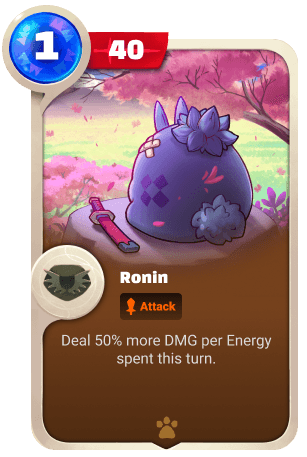 1
40
Ronin
Attack
Deal 50% more DMG per Energy
spent this turn.